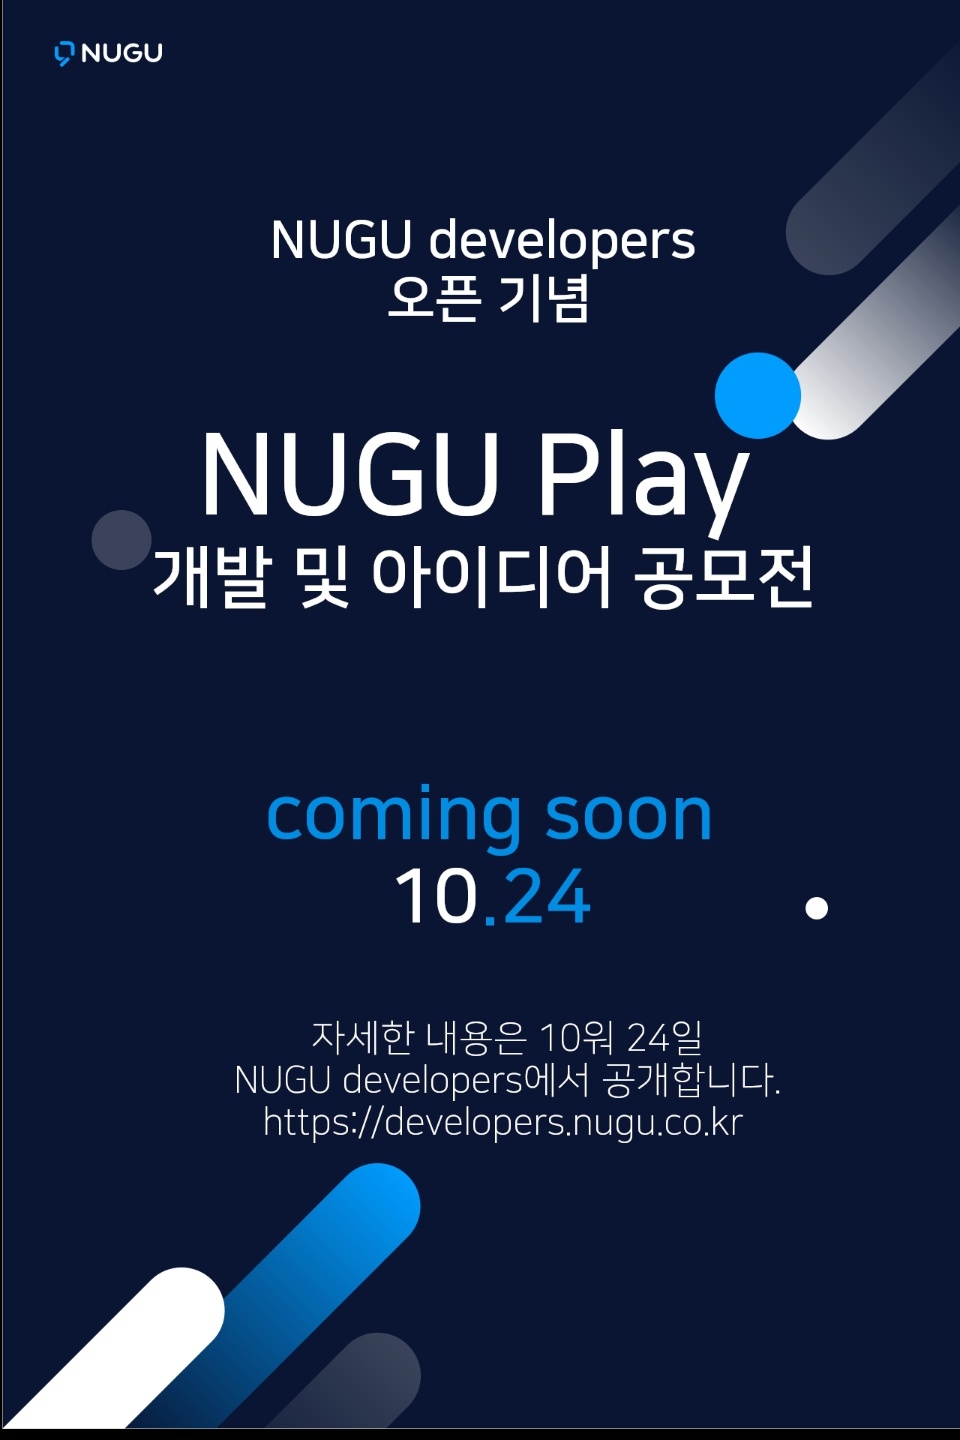 NUGU
NUGU developers
오픈 기념
NUGU Play
개발 및 아이디어 공모전
coming soon
10.24
자세한 내용은 10워 24일
NUGU developers에서 공개합니다.
https://developers.nugu.co.kr